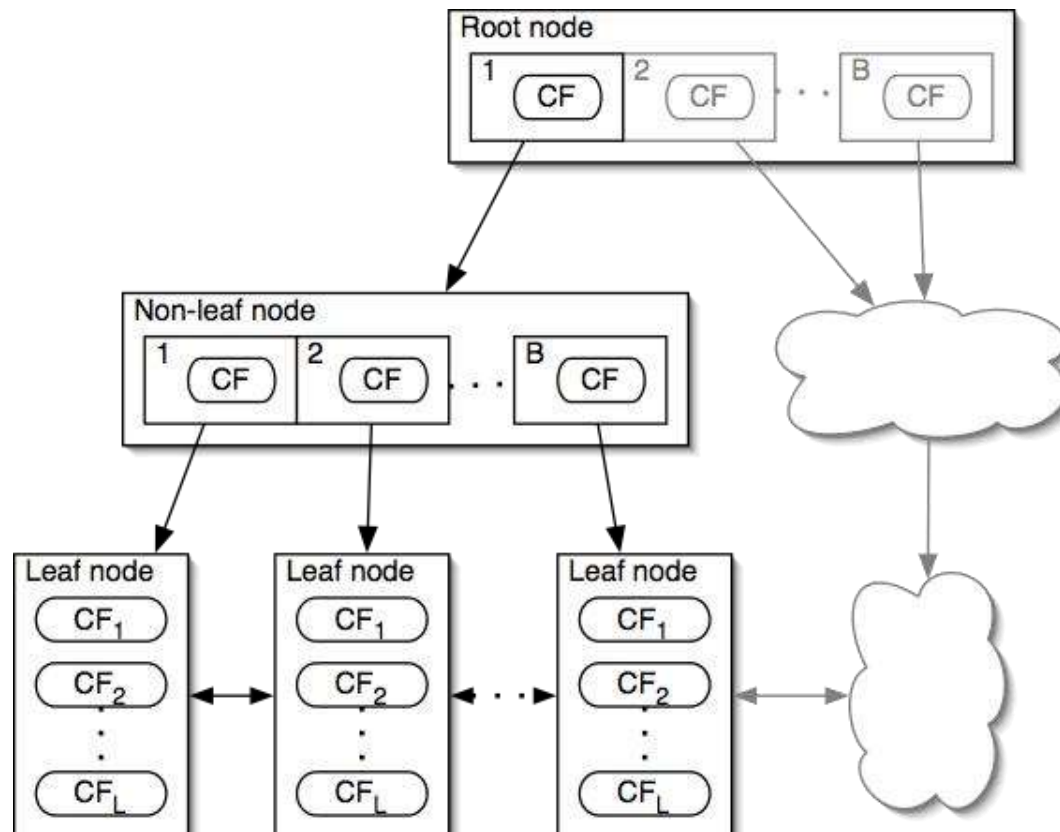 Root node
1 CF 2 CF . . . B CF
Non-leaf node
1 CF 2 CF . . . B CF
Leaf node Leaf node Leaf node
CF1 CF1 CF1
CF2 CF2 . . . CF2
CFL CFL CFL